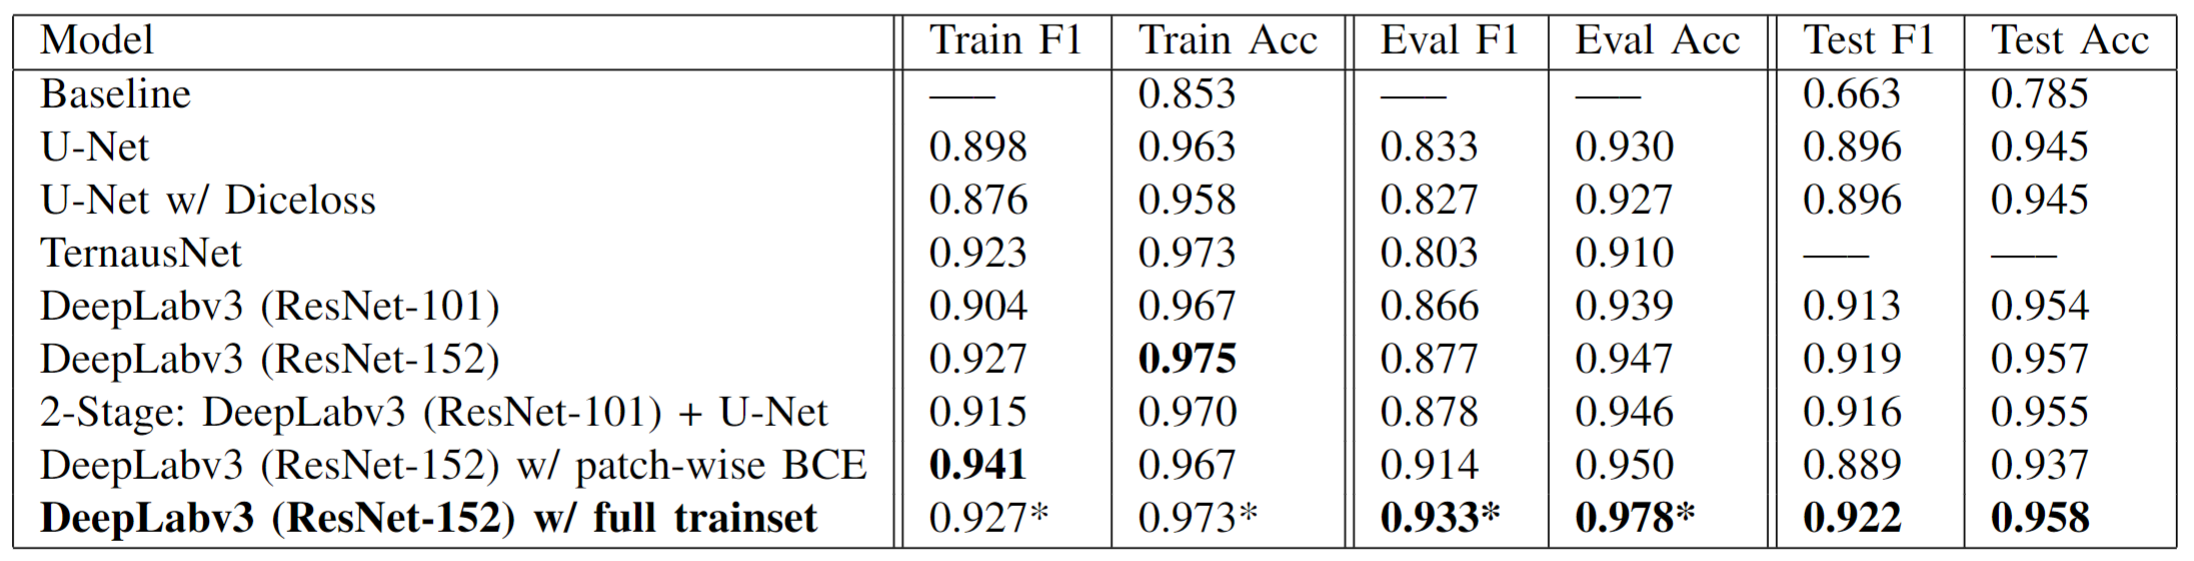 Model Train F1 Train Acc Eval F1 Eval Acc Test F1 Test Acc
Baseline — 0.853 — — 0.663 0.785
U-Net 0.898 0.963 0.833 0.930 0.896 0.945
U-Net w/ Diceloss 0.876 0.958 0.827 0.927 0.896 0.945
TernausNet 0.923 0.973 0.803 0.910 — —
DeepLabv3 (ResNet-101) 0.904 0.967 0.866 0.939 0.913 0.954
DeepLabv3 (ResNet-152) 0.927 0.975 0.877 0.947 0.919 0.957
2-Stage: DeepLabv3 (ResNet-101) + U-Net 0.915 0.970 0.878 0.946 0.916 0.955
DeepLabv3 (ResNet-152) w/ patch-wise BCE 0.941 0.967 0.914 0.950 0.889 0.937
DeepLabv3 (ResNet-152) w/ full trainset 0.927* 0.973* 0.933* 0.978* 0.922 0.958